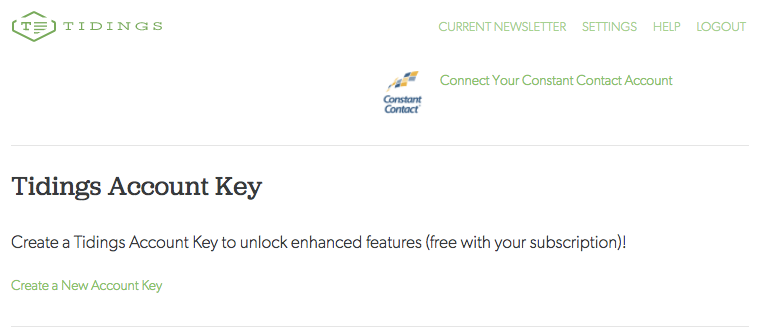 TIDINGS
CURRENT NEWSLETTER SETTINGS HELP LOGOUT
Constant
Contact
Connect Your Constant Contact Account
Tidings Account Key
Create a Tidings Account Key to unlock enhanced features (free with your subscription)!
Create a New Account Key